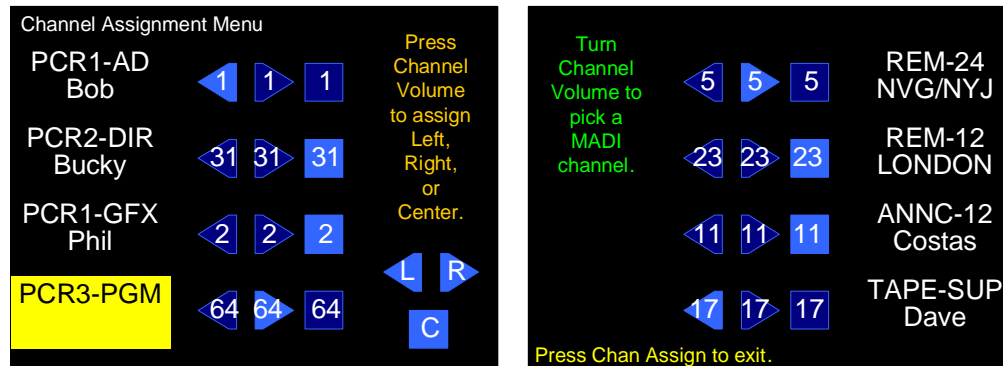 Channel Assignment Menu
PCR1-AD
Bob
1 1 1
PCR2-DIR
Bucky
31 31 31
PCR1-GFX
Phil
2 2 2
PCR3-PGM
64 64 64
Press
Channel
Volume
to assign
Left,
Right,
or
Center.
L R
C
Turn
Channel
Volume to
pick a
MADI
channel.
5 5 5
REM-24
NVG/NYJ
23 23 23
REM-12
LONDON
11 11 11
ANNC-12
Costas
17 17 17
TAPE-SUP
Dave
Press Chan Assign to exit.